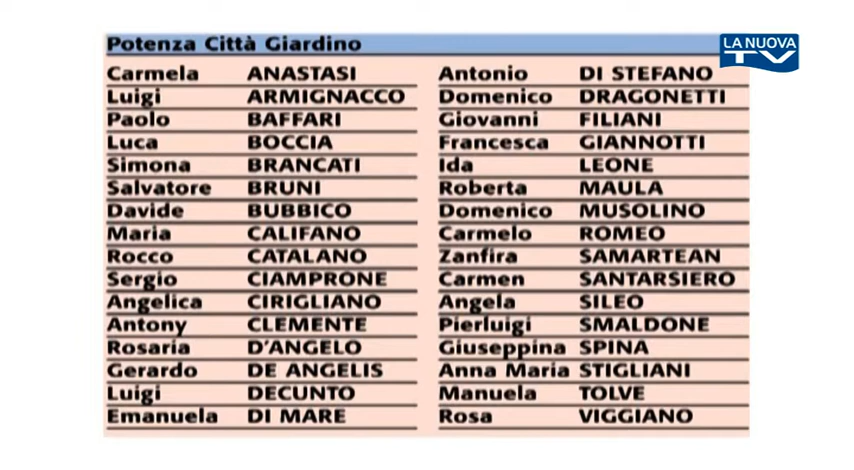 Potenza Città Giardino
LA NUOVA
TV
Carmela ANASTASI
Luigi ARMIGNACCO
Paolo BAFFARI
Luca BOCCIA
Simona BRANCATI
Salvatore BRUNI
Davide BUBBICO
Maria CALIFANO
Rocco CATALANO
Sergio CIAMPRONE
Angelica CIRIGLIANO
Antony CLEMENTE
Rosaria D'ANGELO
Gerardo DE ANGELIS
Luigi DECUNTO
Emanuela DI MARE
Antonio DI STEFANO
Domenico DRAGONETTI
Giovanni FILIANI
Francesca GIANNOTTI
Ida LEONE
Roberta MAULA
Domenico MUSOLINO
Carmelo ROMEO
Zanfira SAMARTEAN
Carmen SANTARSIERO
Angela SILEO
Pierluigi SMALDONE
Giuseppina SPINA
Anna Maria STIGLIANI
Manuela TOLVE
Rosa VIGGIANO